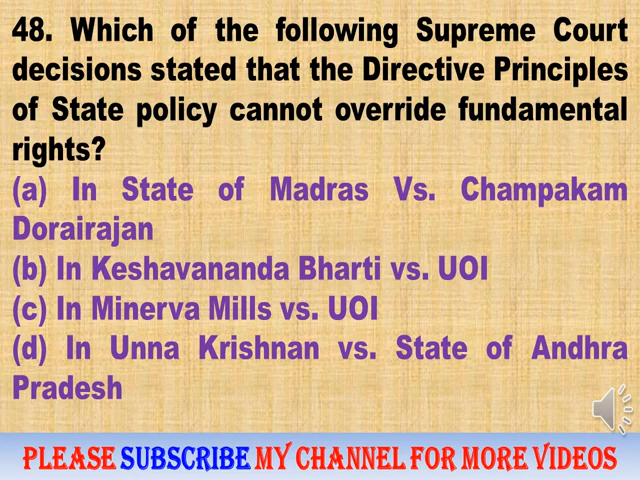 48. Which of the following Supreme Court
decisions stated that the Directive Principles
of State policy cannot override fundamental
rights?
(a) In State of Madras Vs. Champakam
Dorairajan
(b) In Keshavananda Bharti vs. UOI
(c) In Minerva Mills vs. UOI
(d) In Unna Krishnan vs. State of Andhra
Pradesh
PLEASE SUBSCRIBE MY CHANNEL FOR MORE VIDEOS